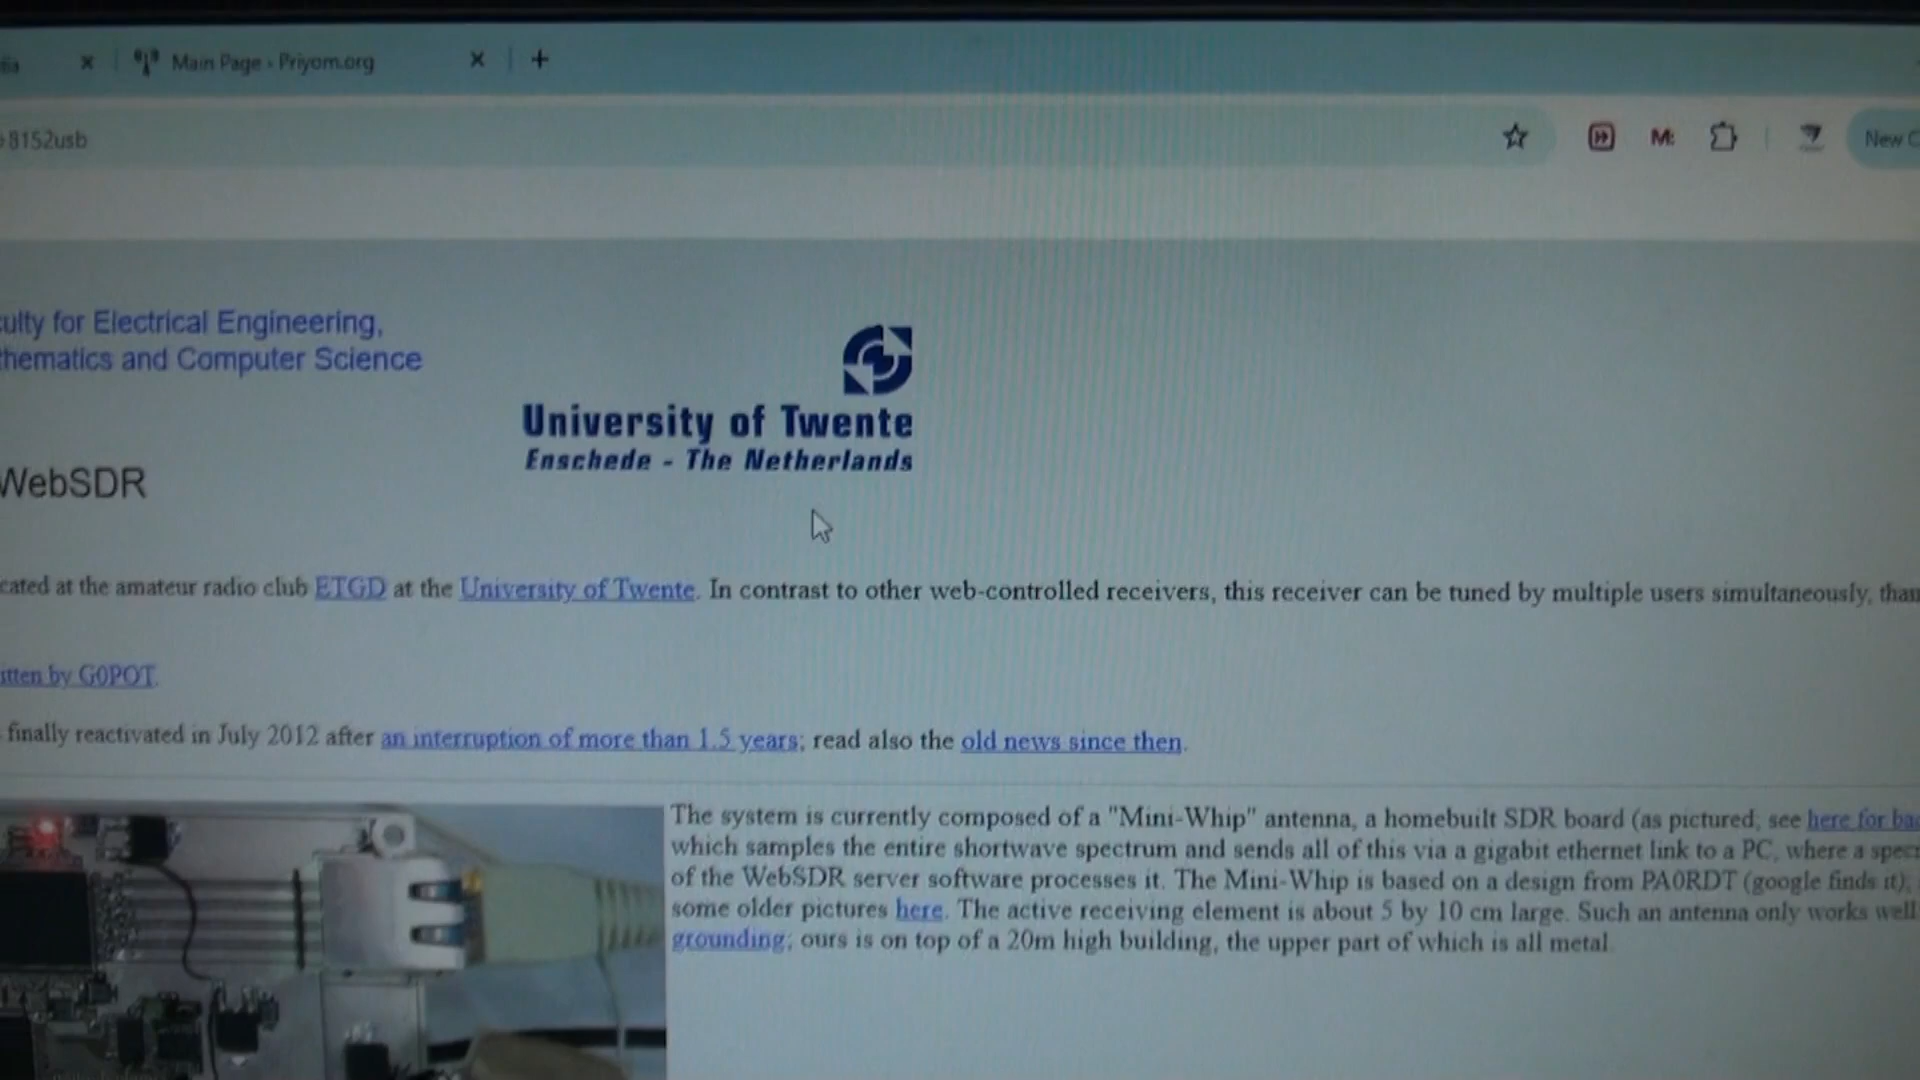 Main Page - Priyom.org
8152usb
M:
New C
culty for Electrical Engineering,
thematics and Computer Science
University of Twente
Enschede - The Netherlands
WebSDR
cated at the amateur radio club ETGD at the University of Twente. In contrast to other web-controlled receivers, this receiver can be tuned by multiple users simultaneously, than
itten by G0POT.
finally reactivated in July 2012 after an interruption of more than 1.5 years; read also the old news since then.
The system is currently composed of a "Mini-Whip" antenna, a homebuilt SDR board (as pictured, see here for bac
which samples the entire shortwave spectrum and sends all of this via a gigabit ethernet link to a PC, where a spec
of the WebSDR server software processes it. The Mini-Whip is based on a design from PA0RDT (google finds it),
some older pictures here. The active receiving element is about 5 by 10 cm large. Such an antenna only works well
grounding; ours is on top of a 20m high building, the upper part of which is all metal.